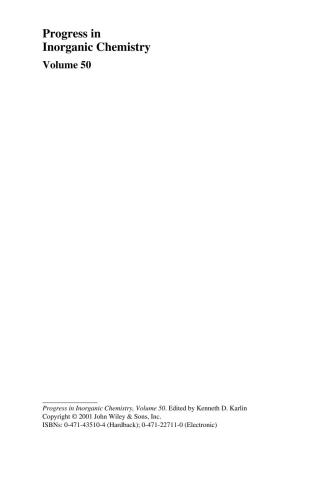 Progress in
Inorganic Chemistry
Volume 50
Progress in Inorganic Chemistry, Volume 50. Edited by Kenneth D. Karlin
Copyright © 2001 John Wiley & Sons, Inc.
ISBNs: 0-471-43510-4 (Hardback); 0-471-22711-0 (Electronic)